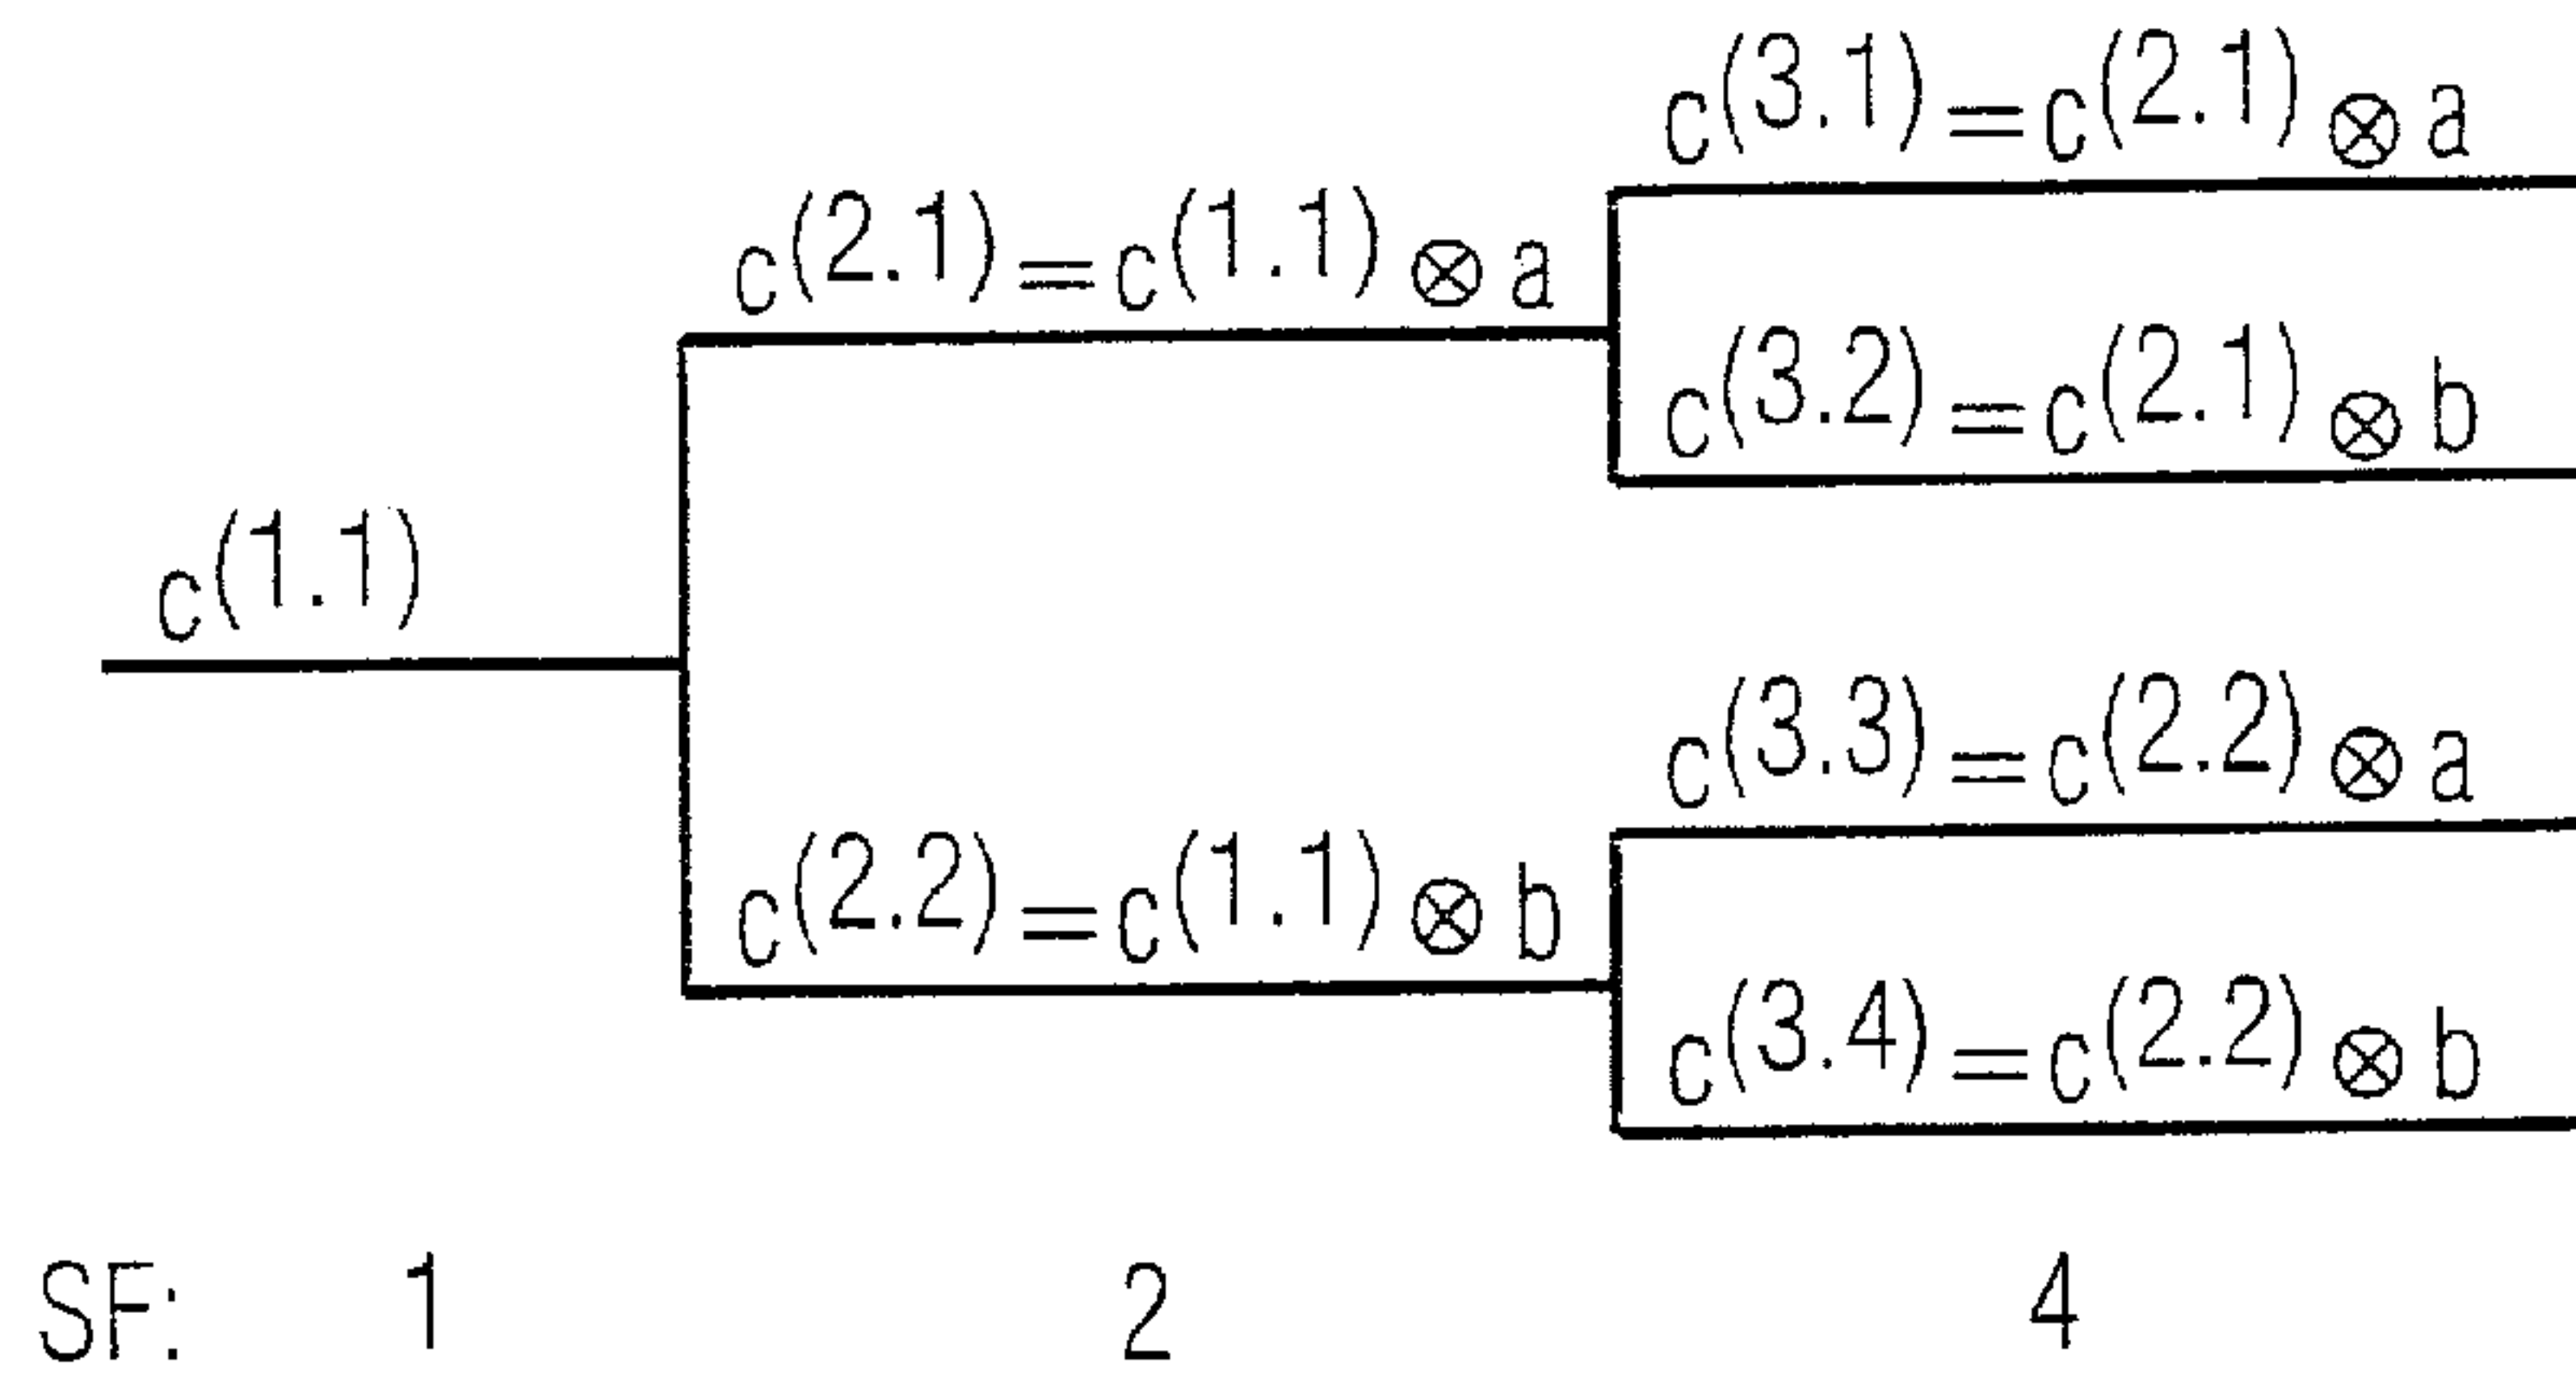 c(3.1)=c(2.1)⊗a
c(2.1)=c(1.1)⊗a
c(3.2)=c(2.1)⊗b
c(1.1)
c(3.3)=c(2.2)⊗a
c(2.2)=c(1.1)⊗b
c(3.4)=c(2.2)⊗b
SF: 1 2 4